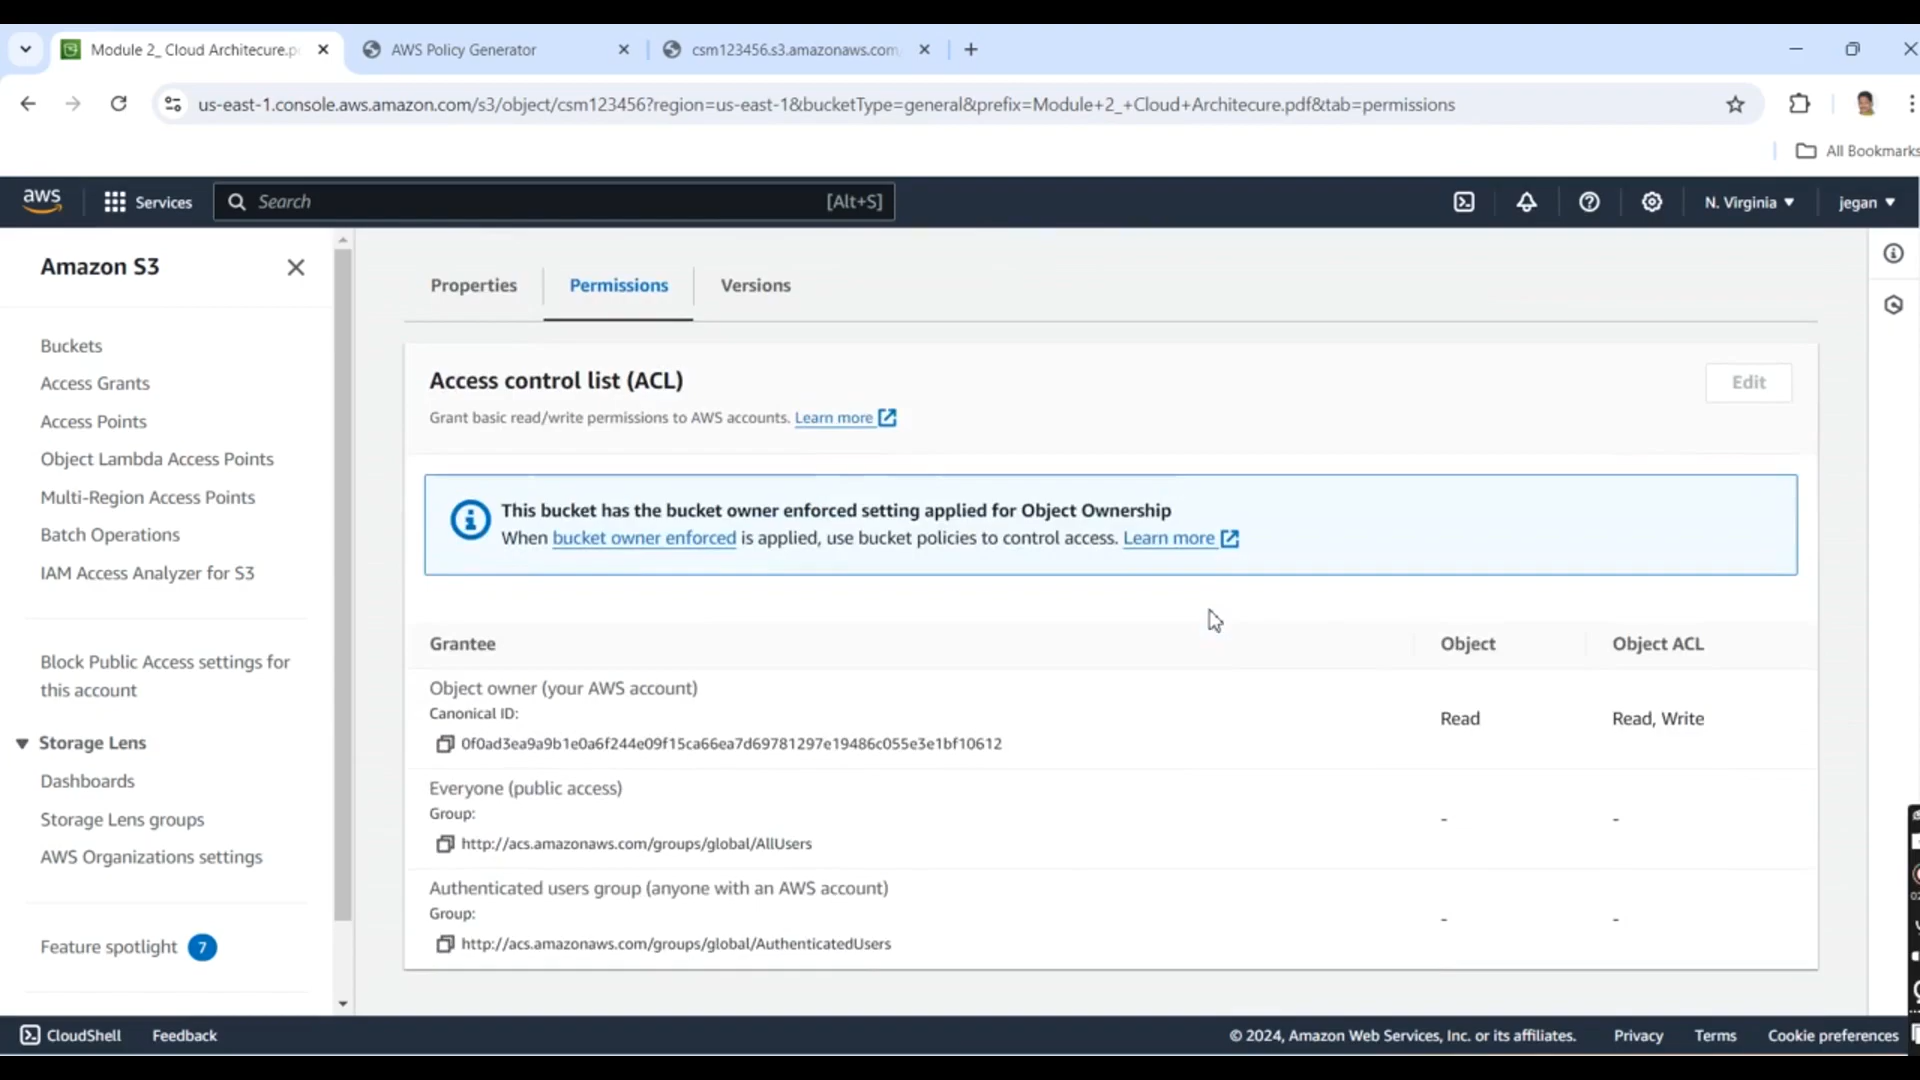 Module 2_ Cloud Architecure.p
AWS Policy Generator
csm123456.s3.amazonaws.com
us-east-1.console.aws.amazon.com/s3/object/csm123456?region=us-east-1&bucketType=general&prefix=Module+2_+Cloud+Architecure.pdf&tab=permissions
All Bookmarks
aws
Services
Search
[Alt+S]
N. Virginia
jegan
Amazon S3
Buckets
Access Grants
Access Points
Object Lambda Access Points
Multi-Region Access Points
Batch Operations
IAM Access Analyzer for S3
Block Public Access settings for
this account
Storage Lens
Dashboards
Storage Lens groups
AWS Organizations settings
Feature spotlight 7
Properties
Permissions
Versions
Access control list (ACL)
Edit
Grant basic read/write permissions to AWS accounts. Learn more
This bucket has the bucket owner enforced setting applied for Object Ownership
When bucket owner enforced is applied, use bucket policies to control access. Learn more
Grantee
Object
Object ACL
Object owner (your AWS account)
Canonical ID:
0f0ad3ea9a9b1e0a6f244e09f15ca66ea7d69781297e19486c055e3e1bf10612
Read
Read, Write
Everyone (public access)
Group:
http://acs.amazonaws.com/groups/global/AllUsers
-
-
Authenticated users group (anyone with an AWS account)
Group:
http://acs.amazonaws.com/groups/global/AuthenticatedUsers
-
-
CloudShell
Feedback
© 2024, Amazon Web Services, Inc. or its affiliates.
Privacy
Terms
Cookie preferences